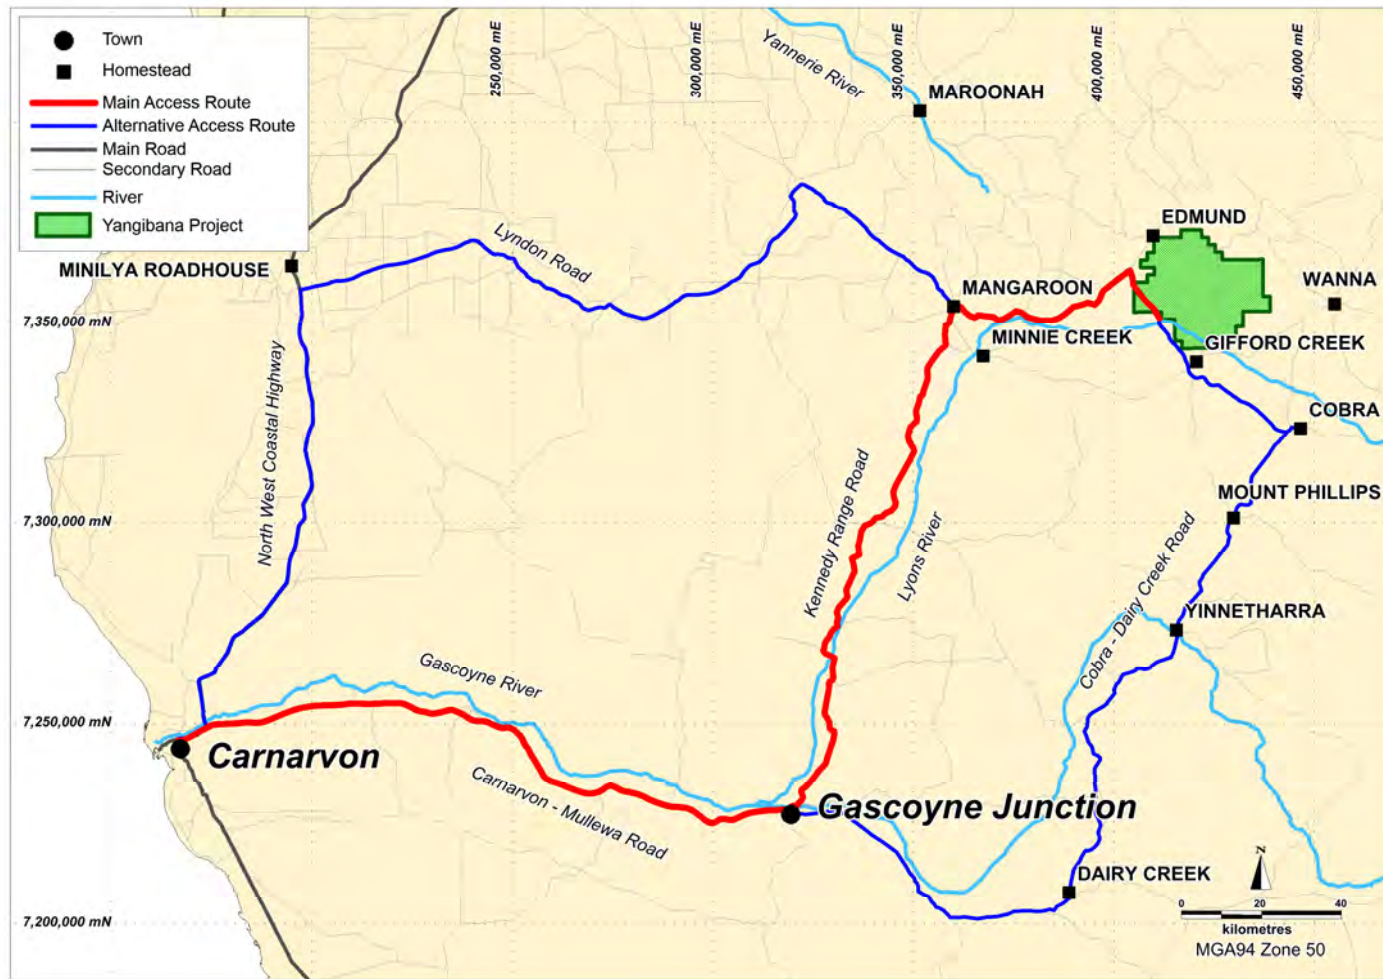 Town
Homestead
Main Access Route
Alternative Access Route
Main Road
Secondary Road
River
Yangibana Project
250,000 mE
300,000 mE
350,000 mE
400,000 mE
450,000 mE
Yannerie River
MAROONAH
EDMUND
MINILYA ROADHOUSE
Lyndon Road
WANNA
MANGAROON
7,350,000 mN
MINNIE CREEK
GIFFORD CREEK
North West Coastal Highway
COBRA
Kennedy Range Road
Lyons River
MOUNT PHILLIPS
7,300,000 mN
Cobra - Dairy Creek Road
YINNETHARRA
Gascoyne River
7,250,000 mN
Carnarvon
Carnarvon - Mullewa Road
Gascoyne Junction
DAIRY CREEK
N
7,200,000 mN
0 20 40
kilometres
MGA94 Zone 50